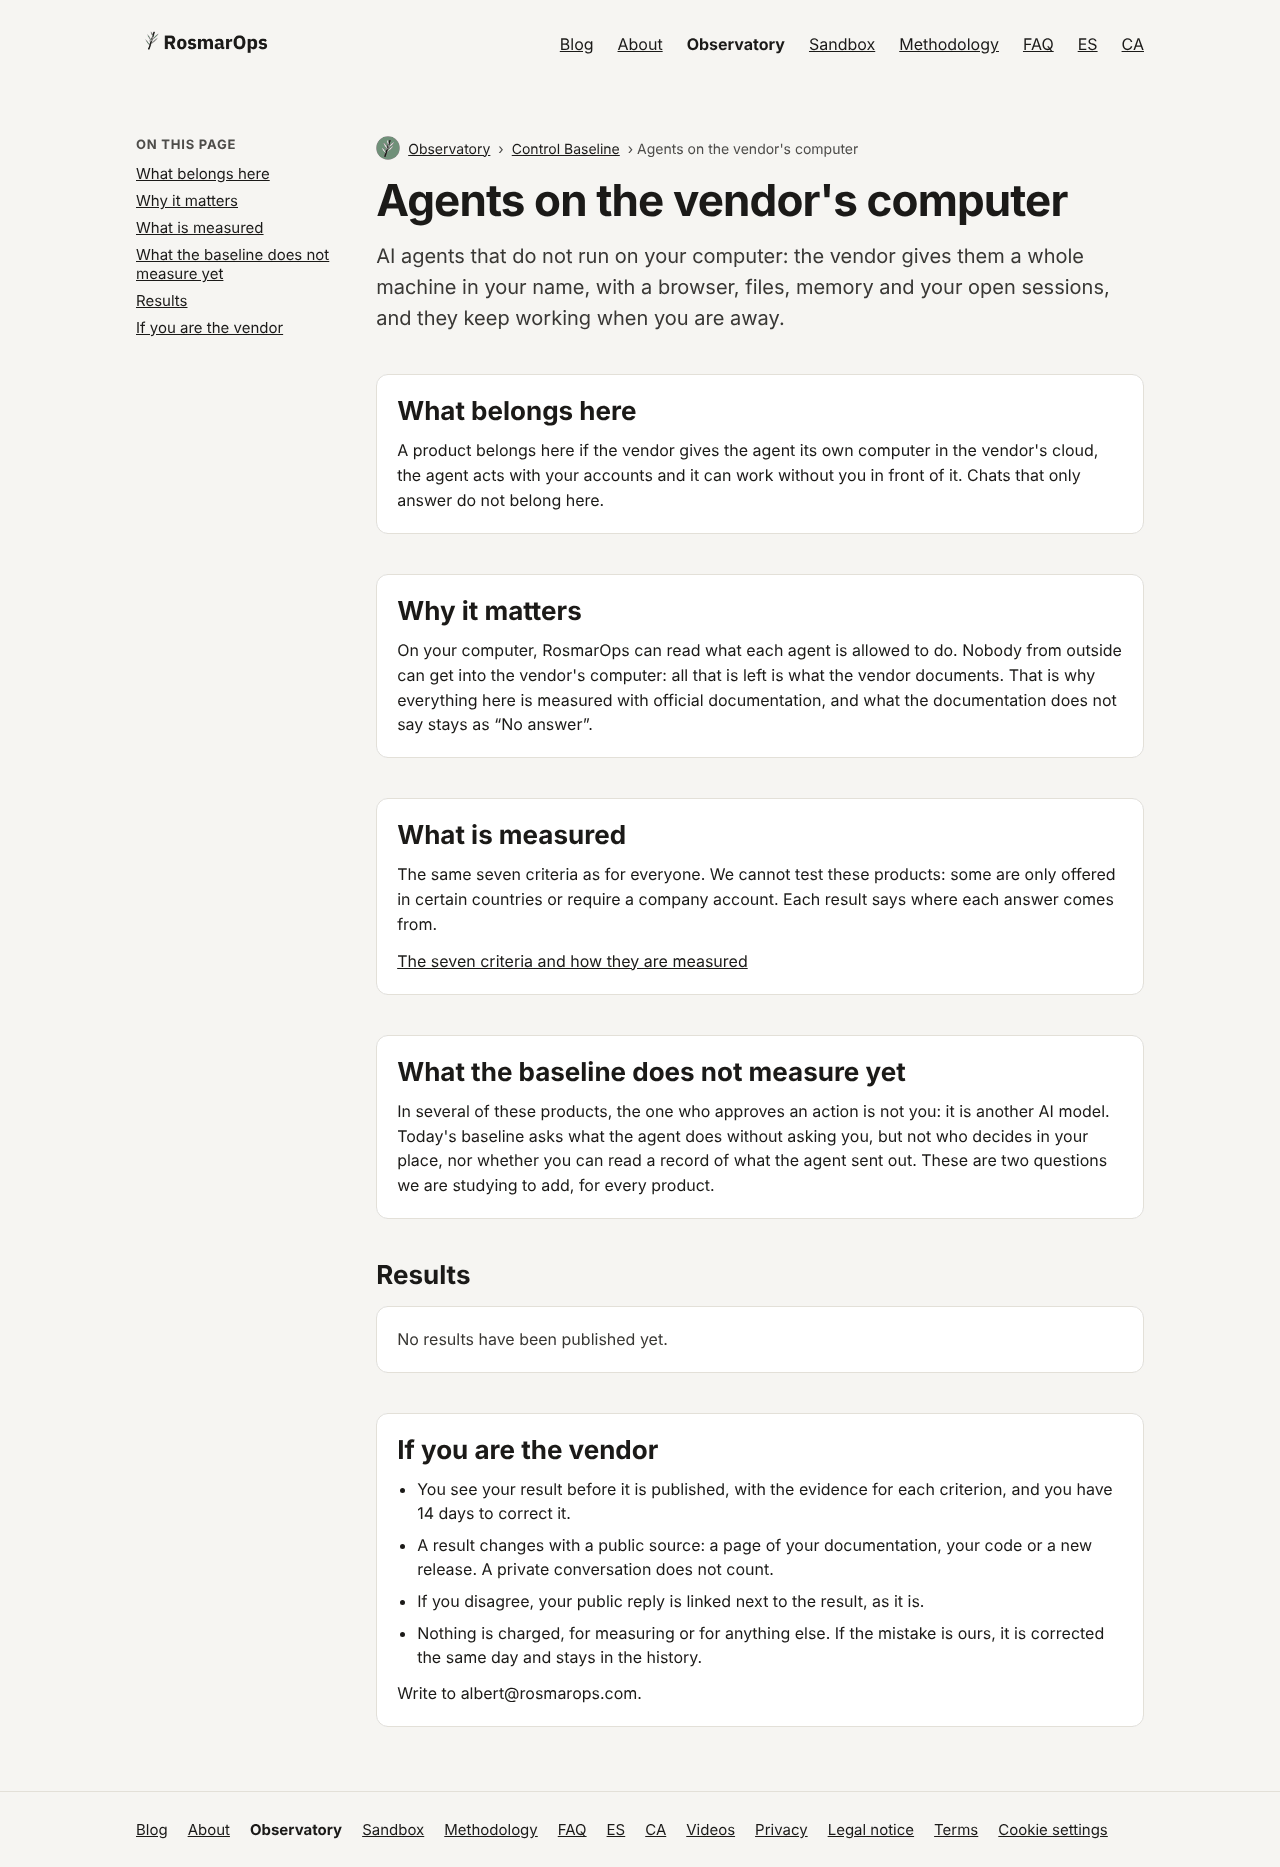 RosmarOps
Blog About Observatory Sandbox Methodology FAQ ES CA
ON THIS PAGE
What belongs here
Why it matters
What is measured
What the baseline does not
measure yet
Results
If you are the vendor
Observatory › Control Baseline › Agents on the vendor's computer
Agents on the vendor's computer
AI agents that do not run on your computer: the vendor gives them a whole
machine in your name, with a browser, files, memory and your open sessions,
and they keep working when you are away.
What belongs here
A product belongs here if the vendor gives the agent its own computer in the vendor's cloud,
the agent acts with your accounts and it can work without you in front of it. Chats that only
answer do not belong here.
Why it matters
On your computer, RosmarOps can read what each agent is allowed to do. Nobody from outside
can get into the vendor's computer: all that is left is what the vendor documents. That is why
everything here is measured with official documentation, and what the documentation does not
say stays as “No answer”.
What is measured
The same seven criteria as for everyone. We cannot test these products: some are only offered
in certain countries or require a company account. Each result says where each answer comes
from.
The seven criteria and how they are measured
What the baseline does not measure yet
In several of these products, the one who approves an action is not you: it is another AI model.
Today's baseline asks what the agent does without asking you, but not who decides in your
place, nor whether you can read a record of what the agent sent out. These are two questions
we are studying to add, for every product.
Results
No results have been published yet.
If you are the vendor
• You see your result before it is published, with the evidence for each criterion, and you have
14 days to correct it.
• A result changes with a public source: a page of your documentation, your code or a new
release. A private conversation does not count.
• If you disagree, your public reply is linked next to the result, as it is.
• Nothing is charged, for measuring or for anything else. If the mistake is ours, it is corrected
the same day and stays in the history.
Write to albert@rosmarops.com.
Blog About Observatory Sandbox Methodology FAQ ES CA Videos Privacy Legal notice Terms Cookie settings